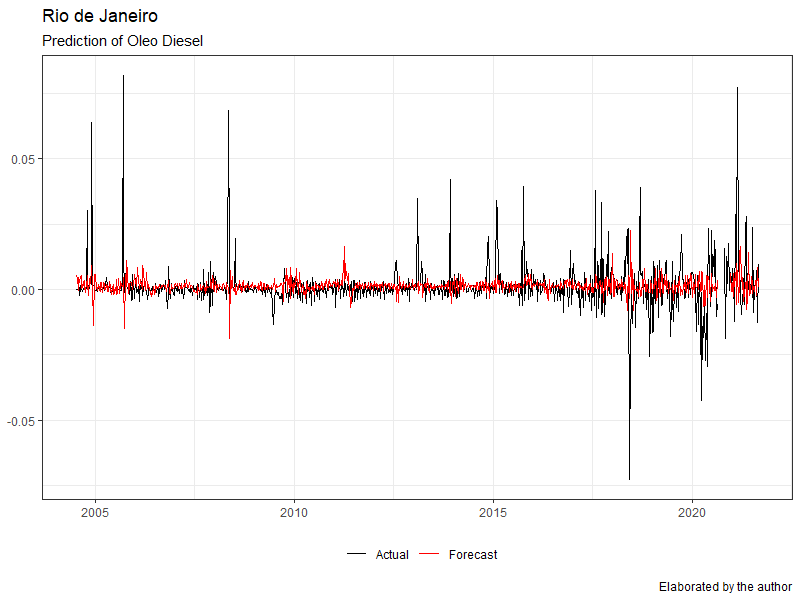 Rio de Janeiro
Prediction of Oleo Diesel
0.05
0.00
-0.05
2005 2010 2015 2020
Actual Forecast
Elaborated by the author